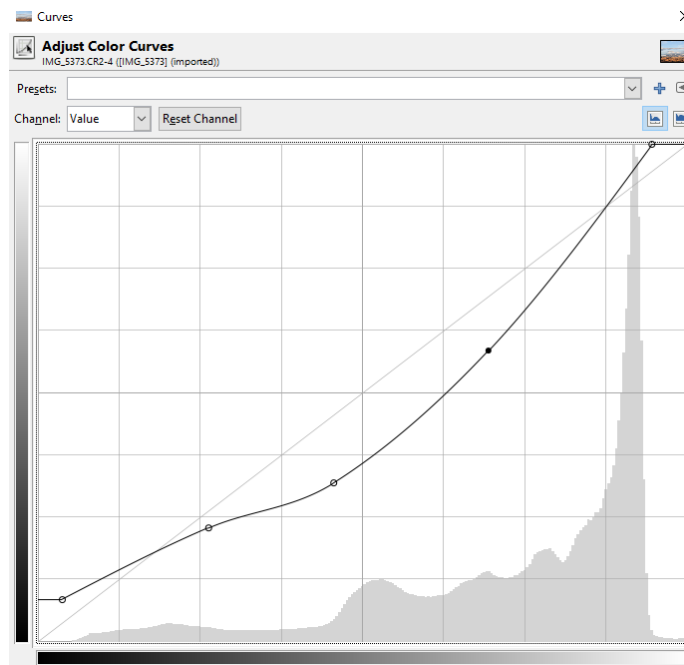 Curves
Adjust Color Curves
IMG_5373.CR2-4 ([IMG_5373] (imported))
Presets:
Channel: Value Reset Channel